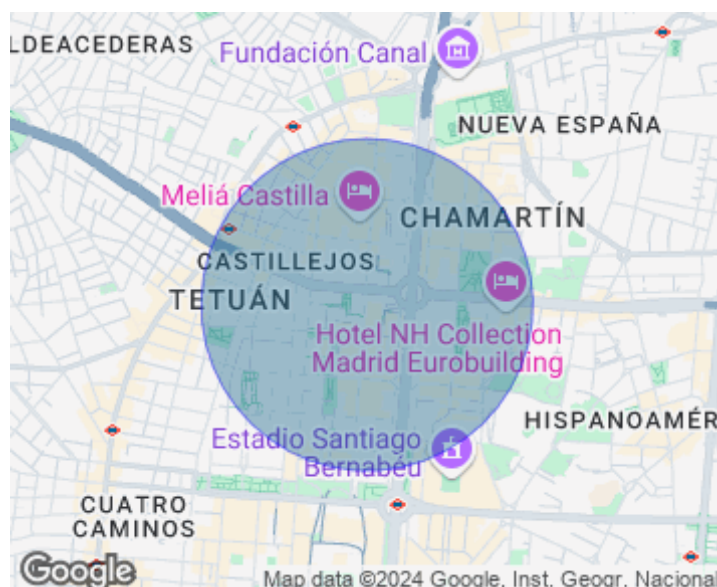 LDEACEDERAS
Fundación Canal
NUEVA ESPAÑA
Meliá Castilla
CHAMARTÍN
CASTILLEJOS
TETUÁN
Hotel NH Collection
Madrid Eurobuilding
HISPANOAMÉR
Estadio Santiago
Bernabéu
CUATRO
CAMINOS
Google
Map data ©2024 Google, Inst. Geogr. Naciona